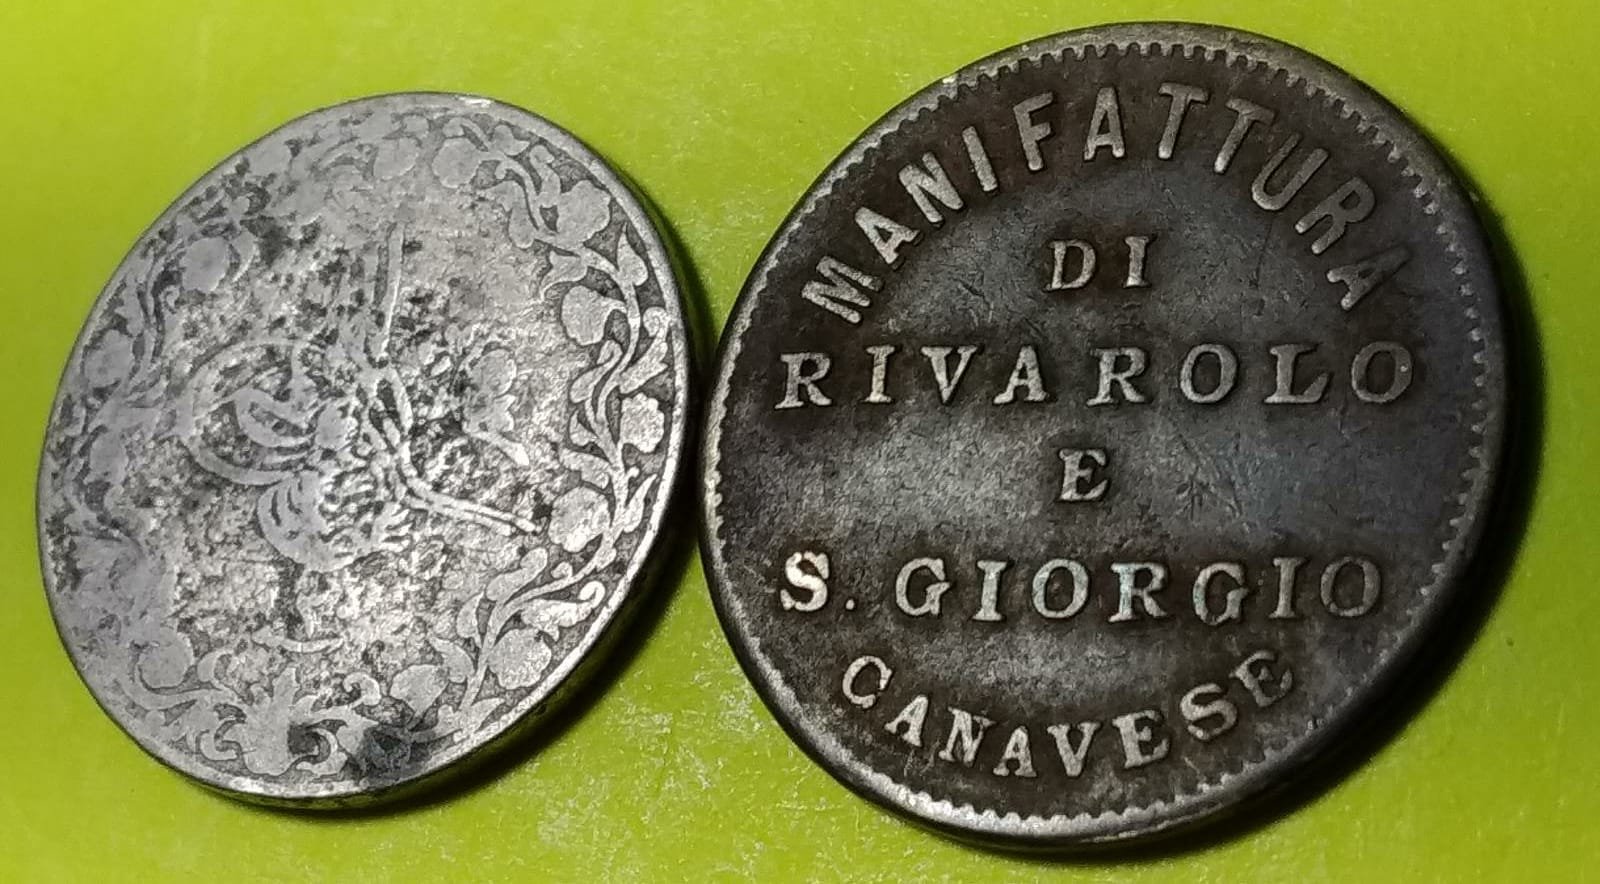 MANIFATTURA
DI
RIVAROLO
E
S. GIORGIO
CANAVESE